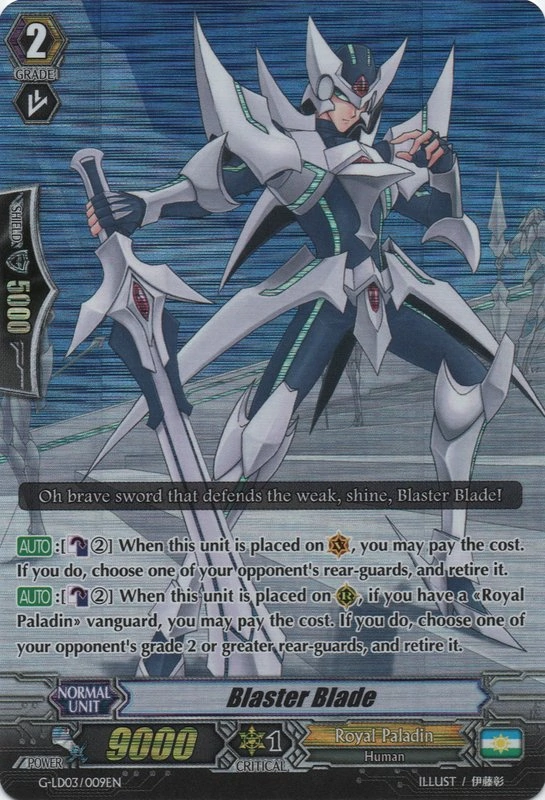 2
GRADE
SHIELD
5000
Oh brave sword that defends the weak, shine, Blaster Blade!
AUTO:[②] When this unit is placed on V, you may pay the cost.
If you do, choose one of your opponent's rear-guards, and retire it.
AUTO:[②] When this unit is placed on R, if you have a «Royal
Paladin» vanguard, you may pay the cost. If you do, choose one of
your opponent's grade 2 or greater rear-guards, and retire it.
NORMAL
UNIT
Blaster Blade
POWER
9000
1
CRITICAL
Royal Paladin
Human
G-LD03/009EN
ILLUST / 伊藤彰